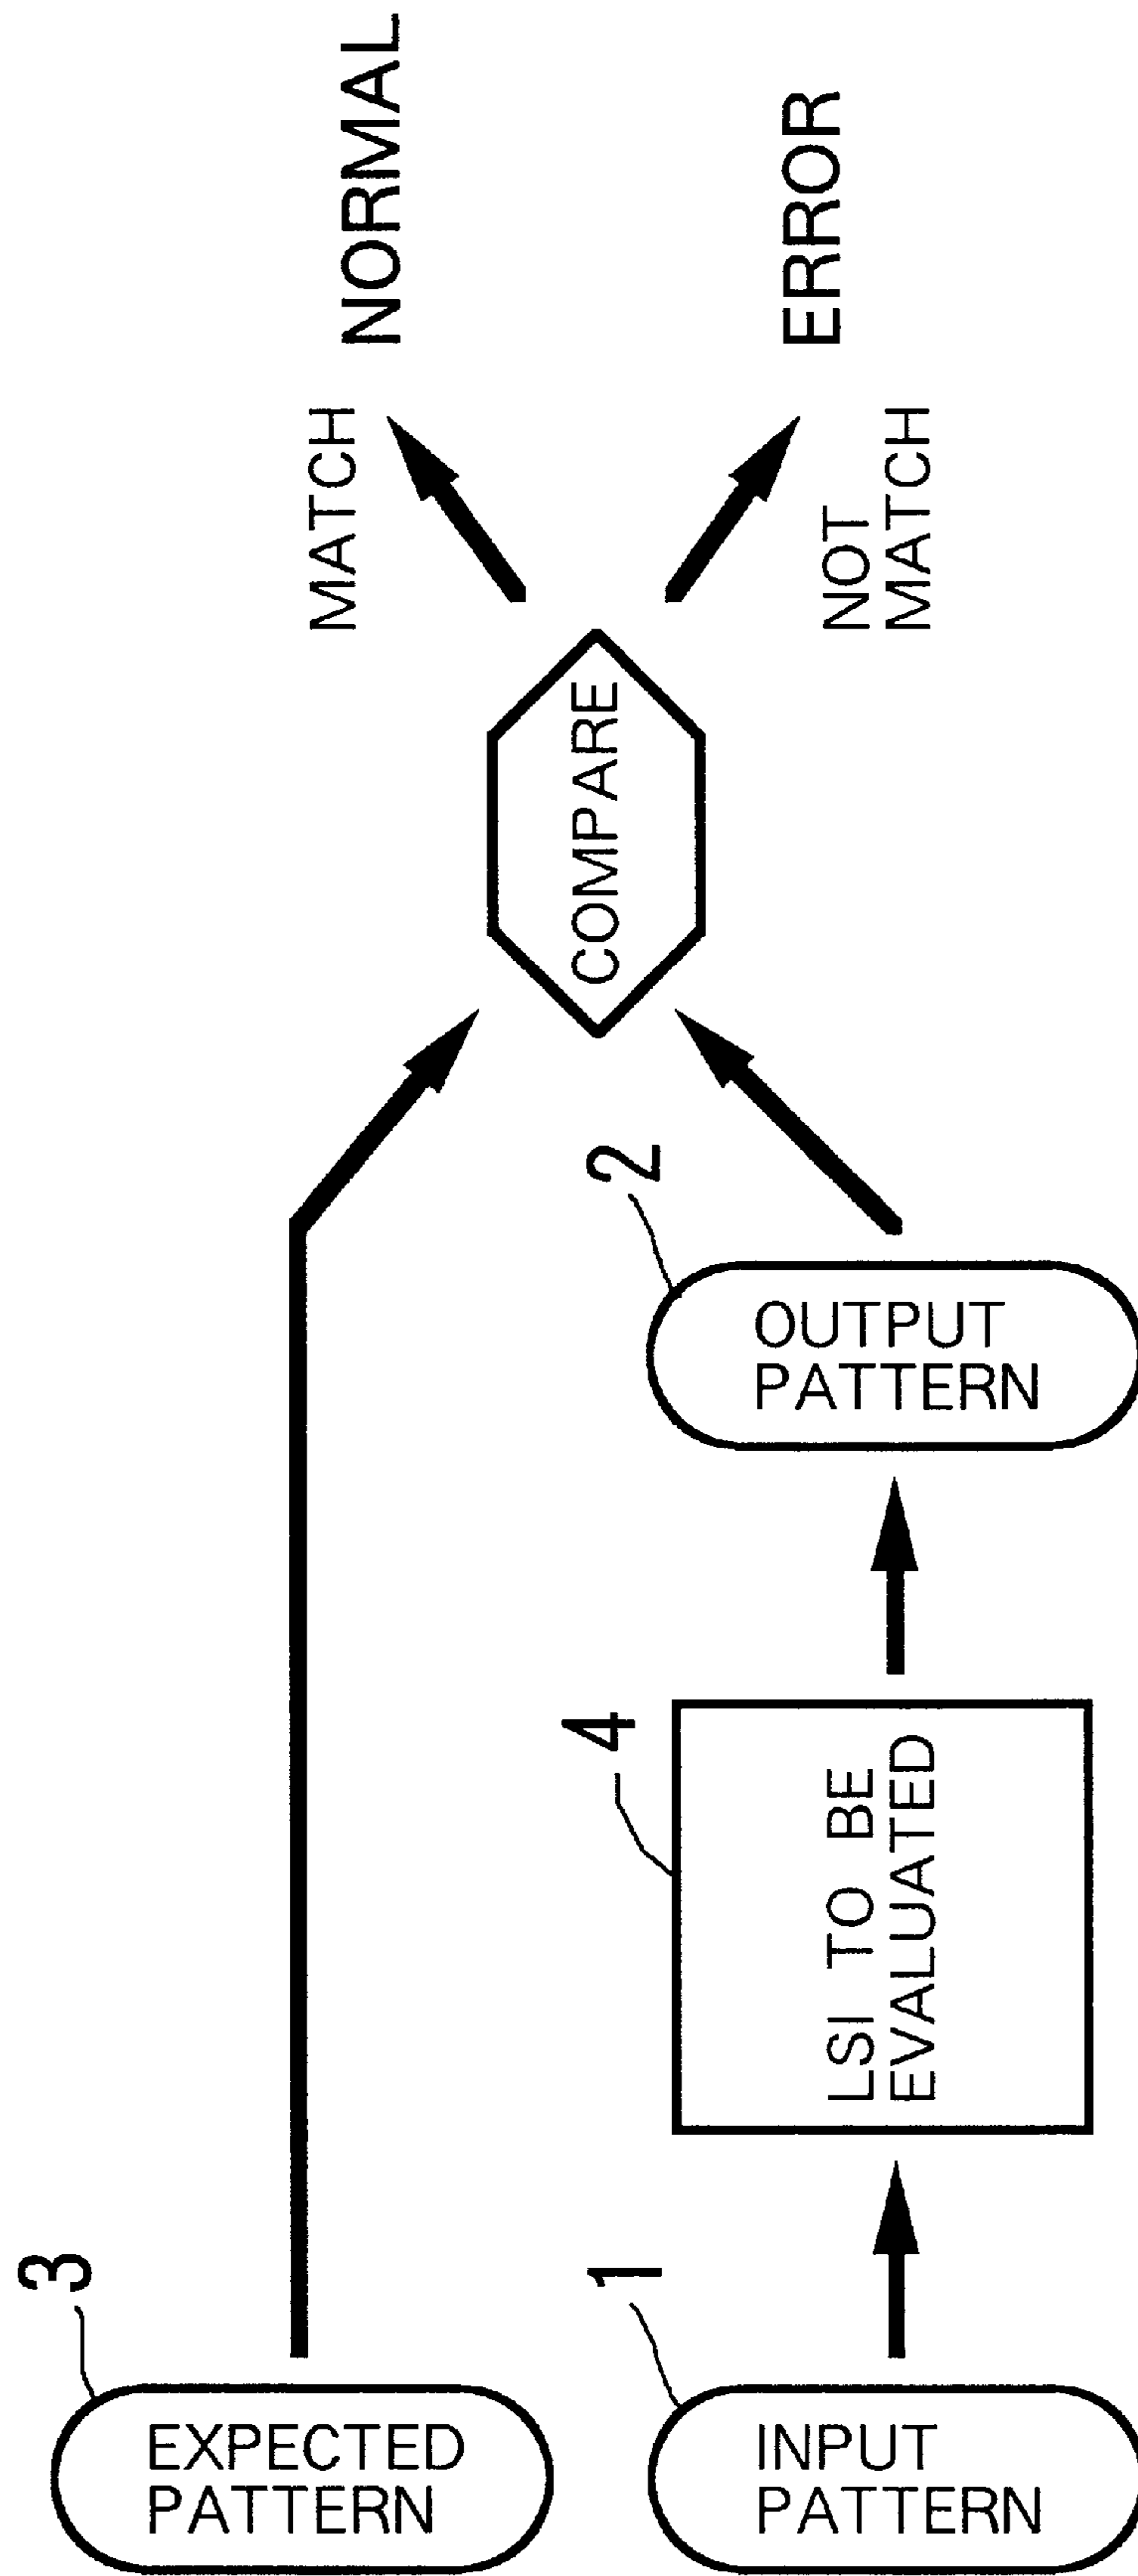 3
EXPECTED
PATTERN
1
INPUT
PATTERN
4
LSI TO BE
EVALUATED
2
OUTPUT
PATTERN
COMPARE
MATCH
NORMAL
NOT
MATCH
ERROR